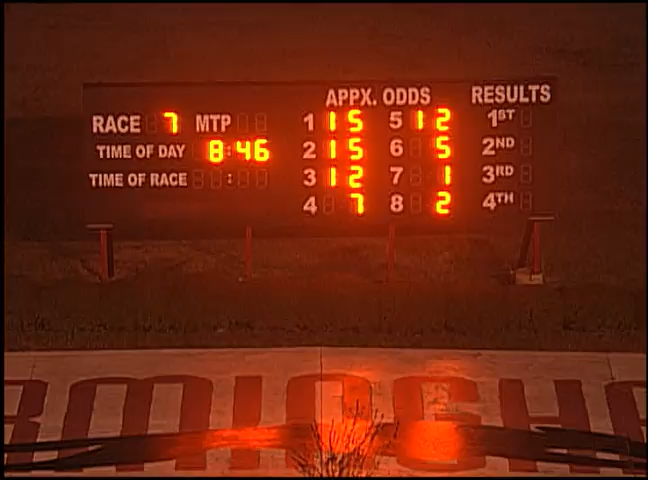 APPX. ODDS RESULTS
RACE 7 MTP 1 15 5 12 1ST
TIME OF DAY 8:46 2 15 6 5 2ND
TIME OF RACE : 3 12 7 1 3RD
4 7 8 2 4TH
RMINGHA